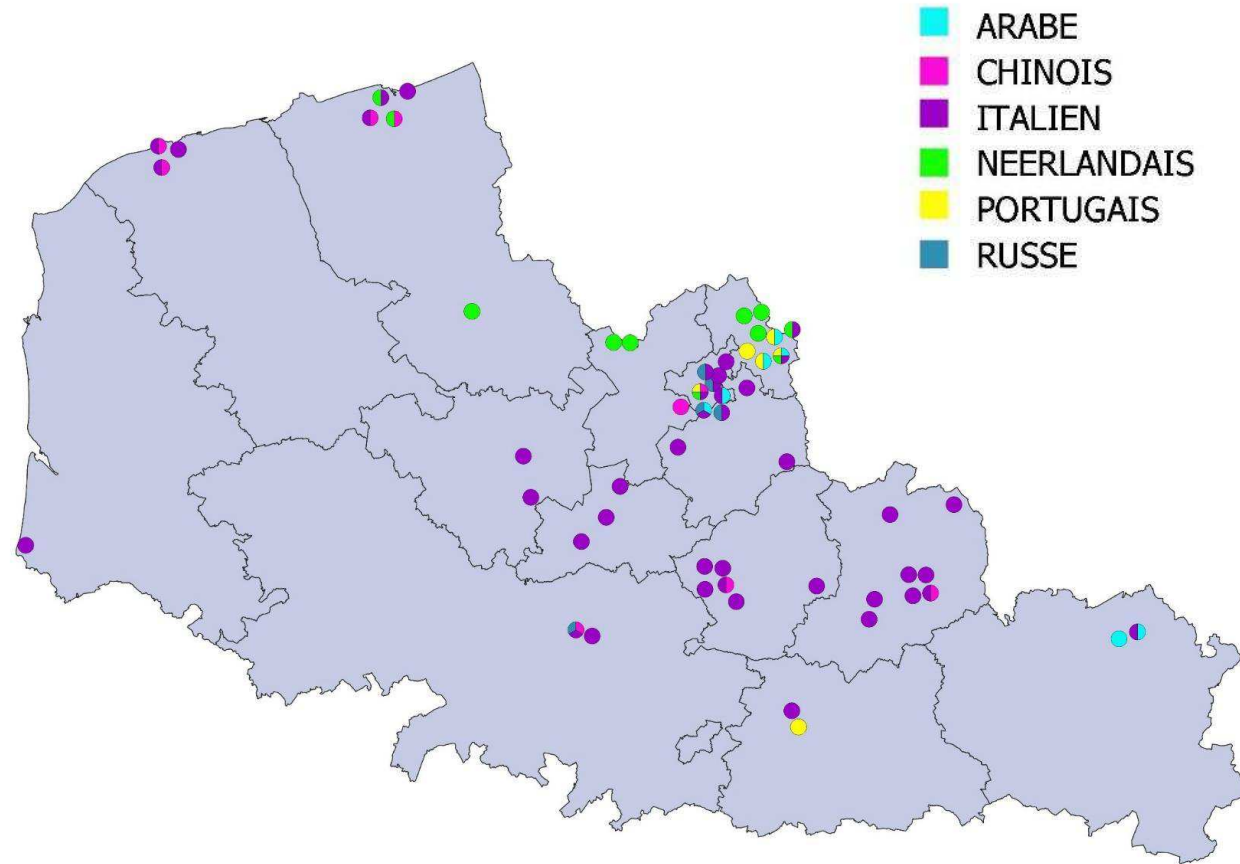 ARABE
CHINOIS
ITALIEN
NEERLANDAIS
PORTUGAIS
RUSSE